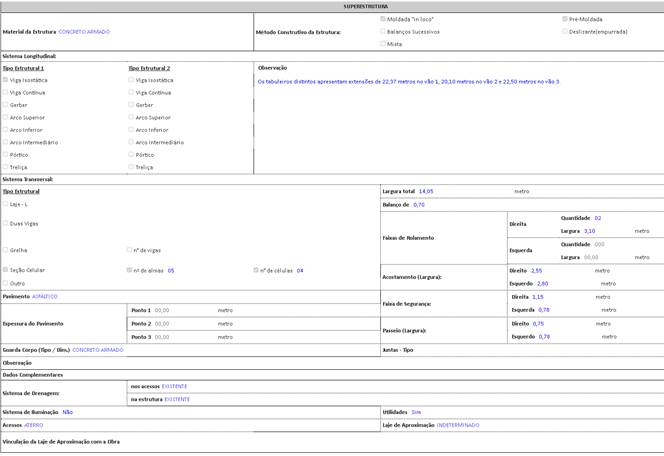 SUPERESTRUTURA
Material da Estrutura CONCRETO ARMADO
Método Construtivo da Estrutura:
Moldada "in loco"
Pré-Moldada
Balanços Sucessivos
Deslizante(empurrada)
Mista
Sistema Longitudinal:
Tipo Estrutural 1
Tipo Estrutural 2
Observação
Viga Isostática
Viga Isostática
Os tabuleiros distintos apresentam extensões de 22,37 metros no vão 1, 20,10 metros no vão 2 e 22,50 metros no vão 3.
Viga Contínua
Viga Contínua
Gerber
Gerber
Arco Superior
Arco Superior
Arco Inferior
Arco Inferior
Arco Intermediário
Arco Intermediário
Pórtico
Pórtico
Treliça
Treliça
Sistema Transversal:
Tipo Estrutural
Laje - L
Duas Vigas
Grelha
nº de vigas
Seção Celular
nº de almas 05
nº de células 04
Outro
Largura total 14,05 metro
Balanço de 0,70
Faixas de Rolamento
Direita
Quantidade 02
Largura 3,10 metro
Esquerda
Quantidade 000
Largura 00,00 metro
Acostamento (Largura):
Direito 2,55 metro
Esquerdo 2,80 metro
Pavimento ASFÁLTICO
Faixa de Segurança:
Direita 1,15 metro
Esquerda 0,78 metro
Espessura do Pavimento
Ponto 1 00,00 metro
Ponto 2 00,00 metro
Ponto 3 00,00 metro
Passeio (Largura):
Direito 0,75 metro
Esquerdo 0,78 metro
Guarda Corpo (Tipo / Dim.) CONCRETO ARMADO
Juntas - Tipo
Observação
Dados Complementares
Sistema de Drenagem:
nos acessos EXISTENTE
na estrutura EXISTENTE
Sistema de Iluminação Não
Utilidades Sim
Acessos ATERRO
Laje de Aproximação INDETERMINADO
Vinculação da Laje de Aproximação com a Obra